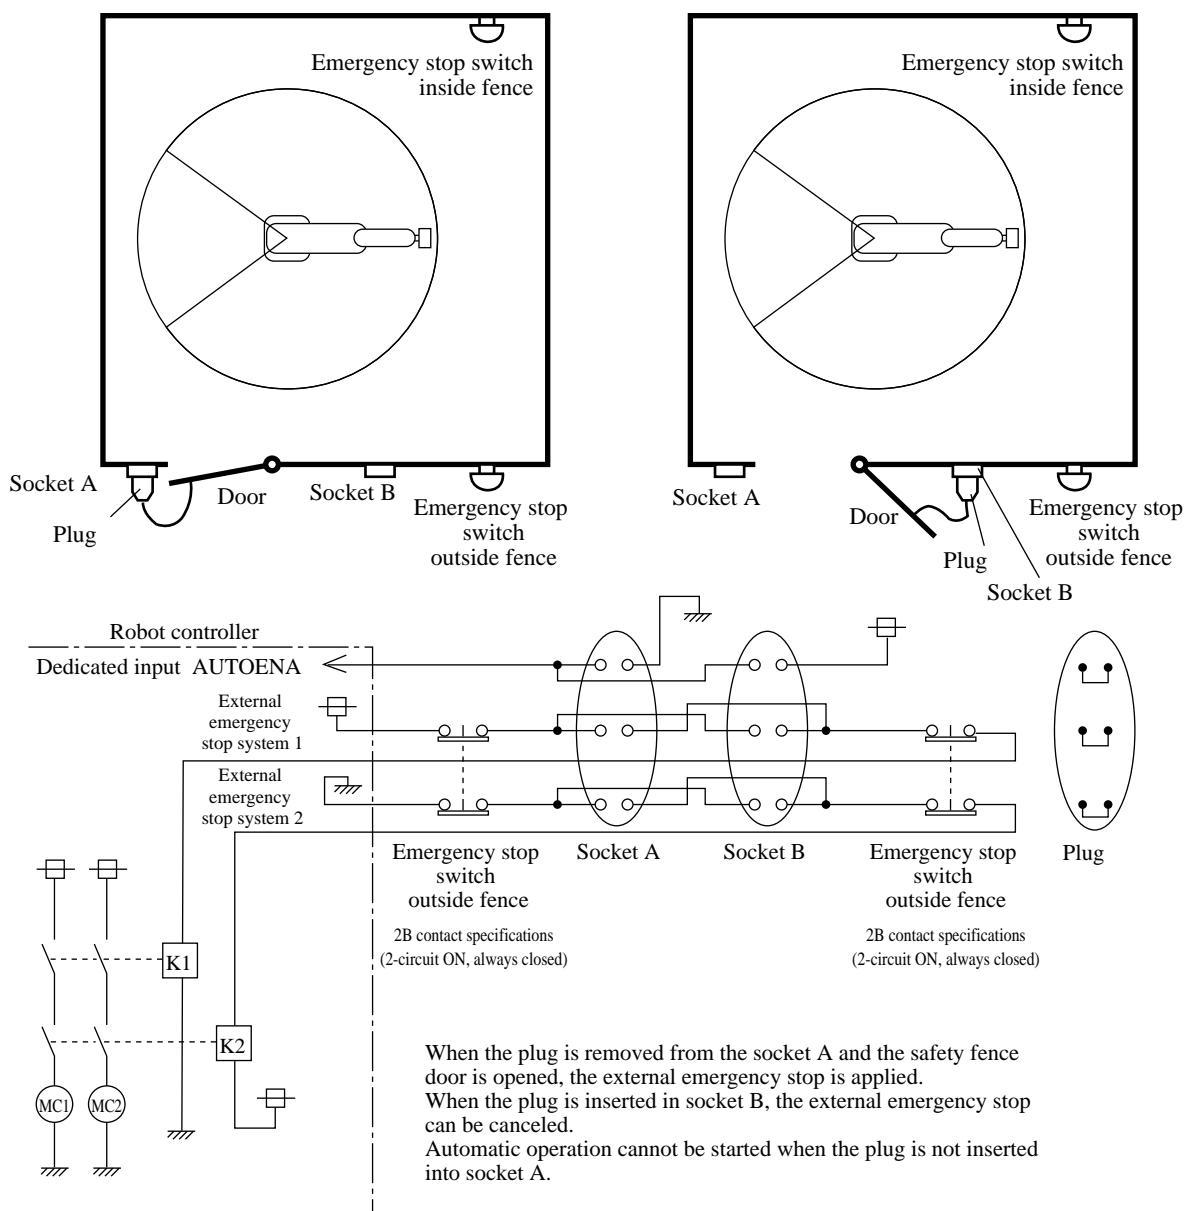 Emergency stop switch
inside fence
Emergency stop switch
inside fence
Socket A
Plug
Door
Socket B
Emergency stop
switch
outside fence
Socket A
Door
Plug
Socket B
Emergency stop
switch
outside fence
Robot controller
Dedicated input AUTOENA
External
emergency
stop system 1
External
emergency
stop system 2
Emergency stop
switch
outside fence
2B contact specifications
(2-circuit ON, always closed)
Socket A
Socket B
Emergency stop
switch
outside fence
2B contact specifications
(2-circuit ON, always closed)
Plug
K1
K2
MC1
MC2
When the plug is removed from the socket A and the safety fence
door is opened, the external emergency stop is applied.
When the plug is inserted in socket B, the external emergency stop
can be canceled.
Automatic operation cannot be started when the plug is not inserted
into socket A.